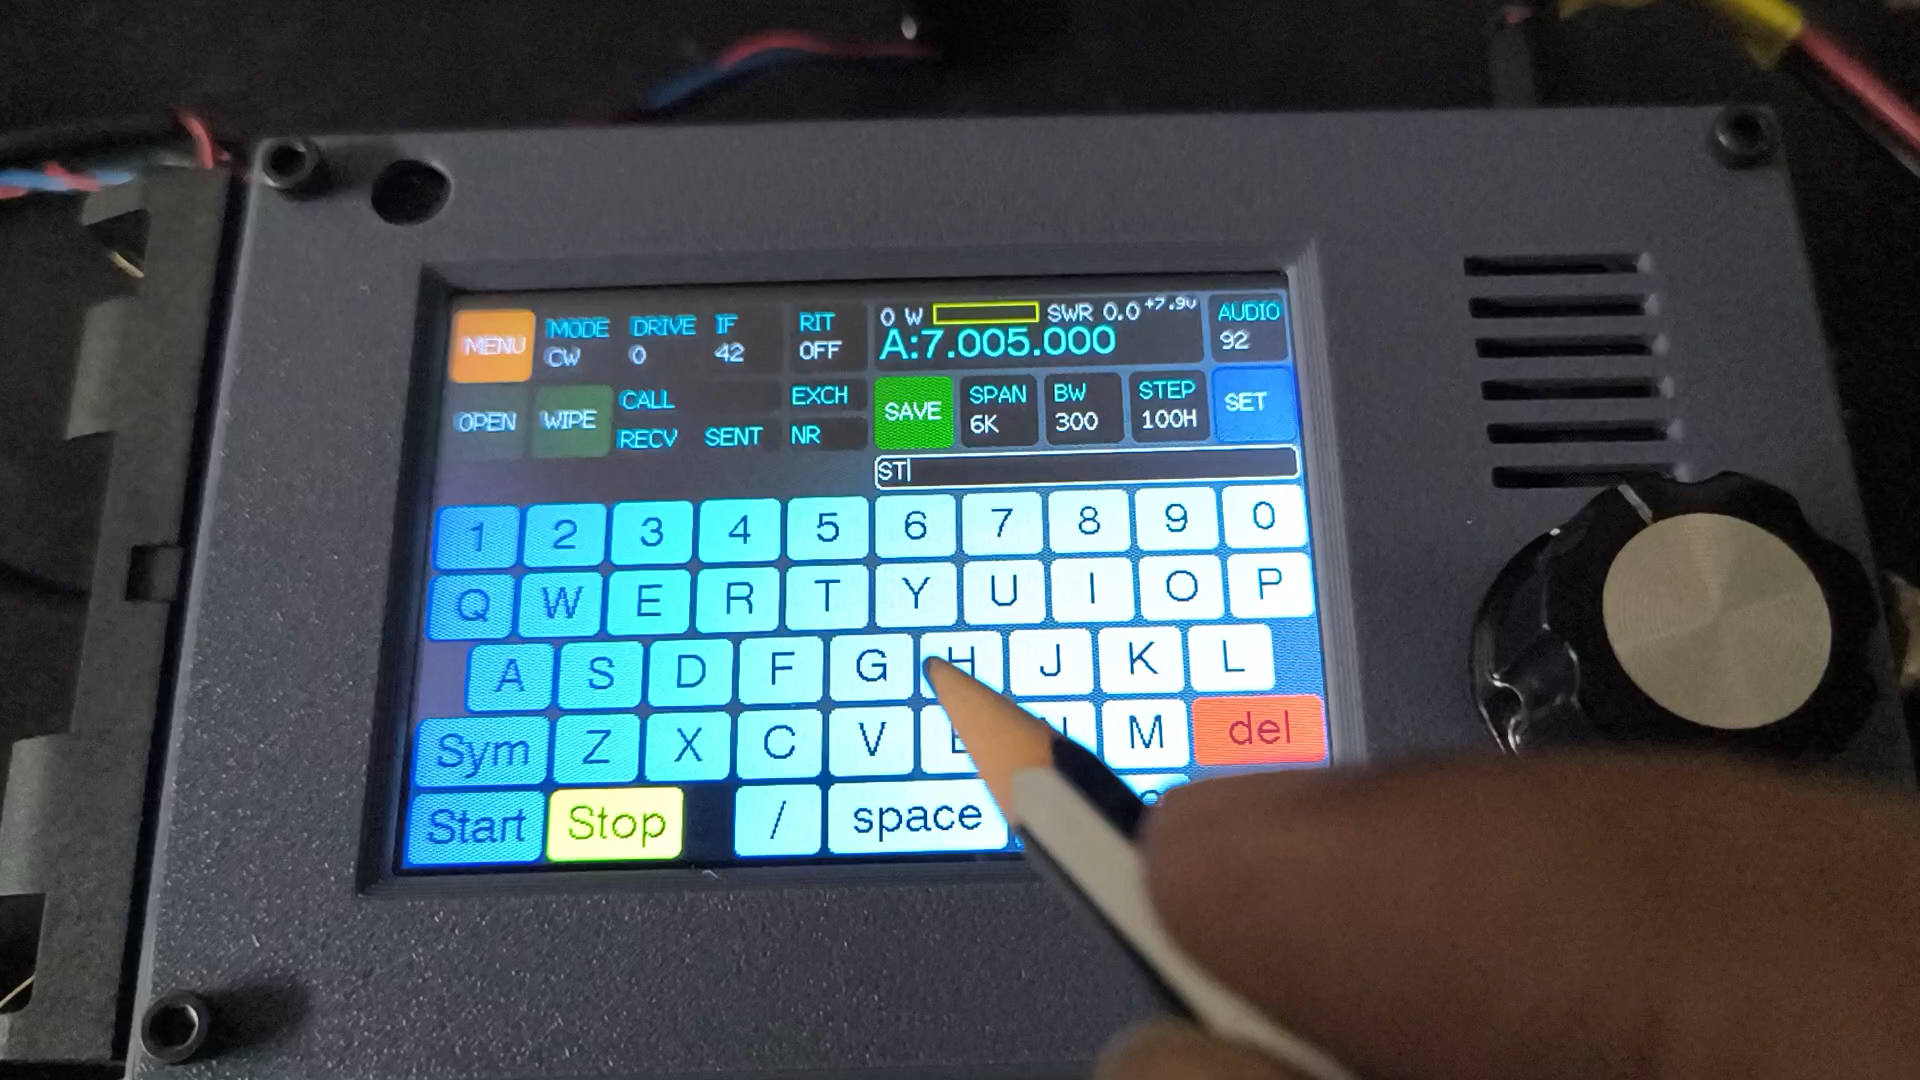 MENU MODE DRIVE IF RIT 0 W SWR 0.0 +7.9v AUDIO
CW 0 42 OFF A:7.005.000 92
OPEN WIPE CALL EXCH SAVE SPAN BW STEP SET
RECV SENT NR 6K 300 100H
ST
1 2 3 4 5 6 7 8 9 0
Q W E R T Y U I O P
A S D F G H J K L
Sym Z X C V M del
Start Stop / space